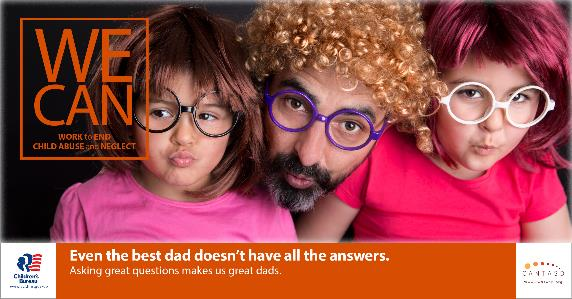 WE
CAN
WORK to END
CHILD ABUSE and NEGLECT
Even the best dad doesn't have all the answers.
Asking great questions makes us great dads.
Children's
Bureau
CANTASD